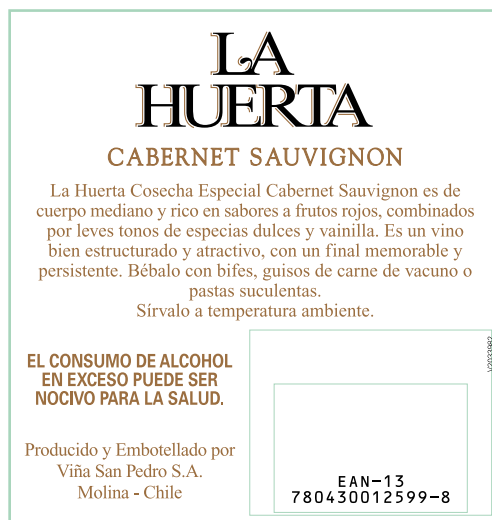 LA
HUERTA
CABERNET SAUVIGNON
La Huerta Cosecha Especial Cabernet Sauvignon es de
cuerpo mediano y rico en sabores a frutos rojos, combinados
por leves tonos de especias dulces y vainilla. Es un vino
bien estructurado y atractivo, con un final memorable y
persistente. Bébalo con bifes, guisos de carne de vacuno o
pastas suculentas.
Sírvalo a temperatura ambiente.
EL CONSUMO DE ALCOHOL
EN EXCESO PUEDE SER
NOCIVO PARA LA SALUD.
Producido y Embotellado por
Viña San Pedro S.A.
Molina - Chile
EAN-13
780430012599-8